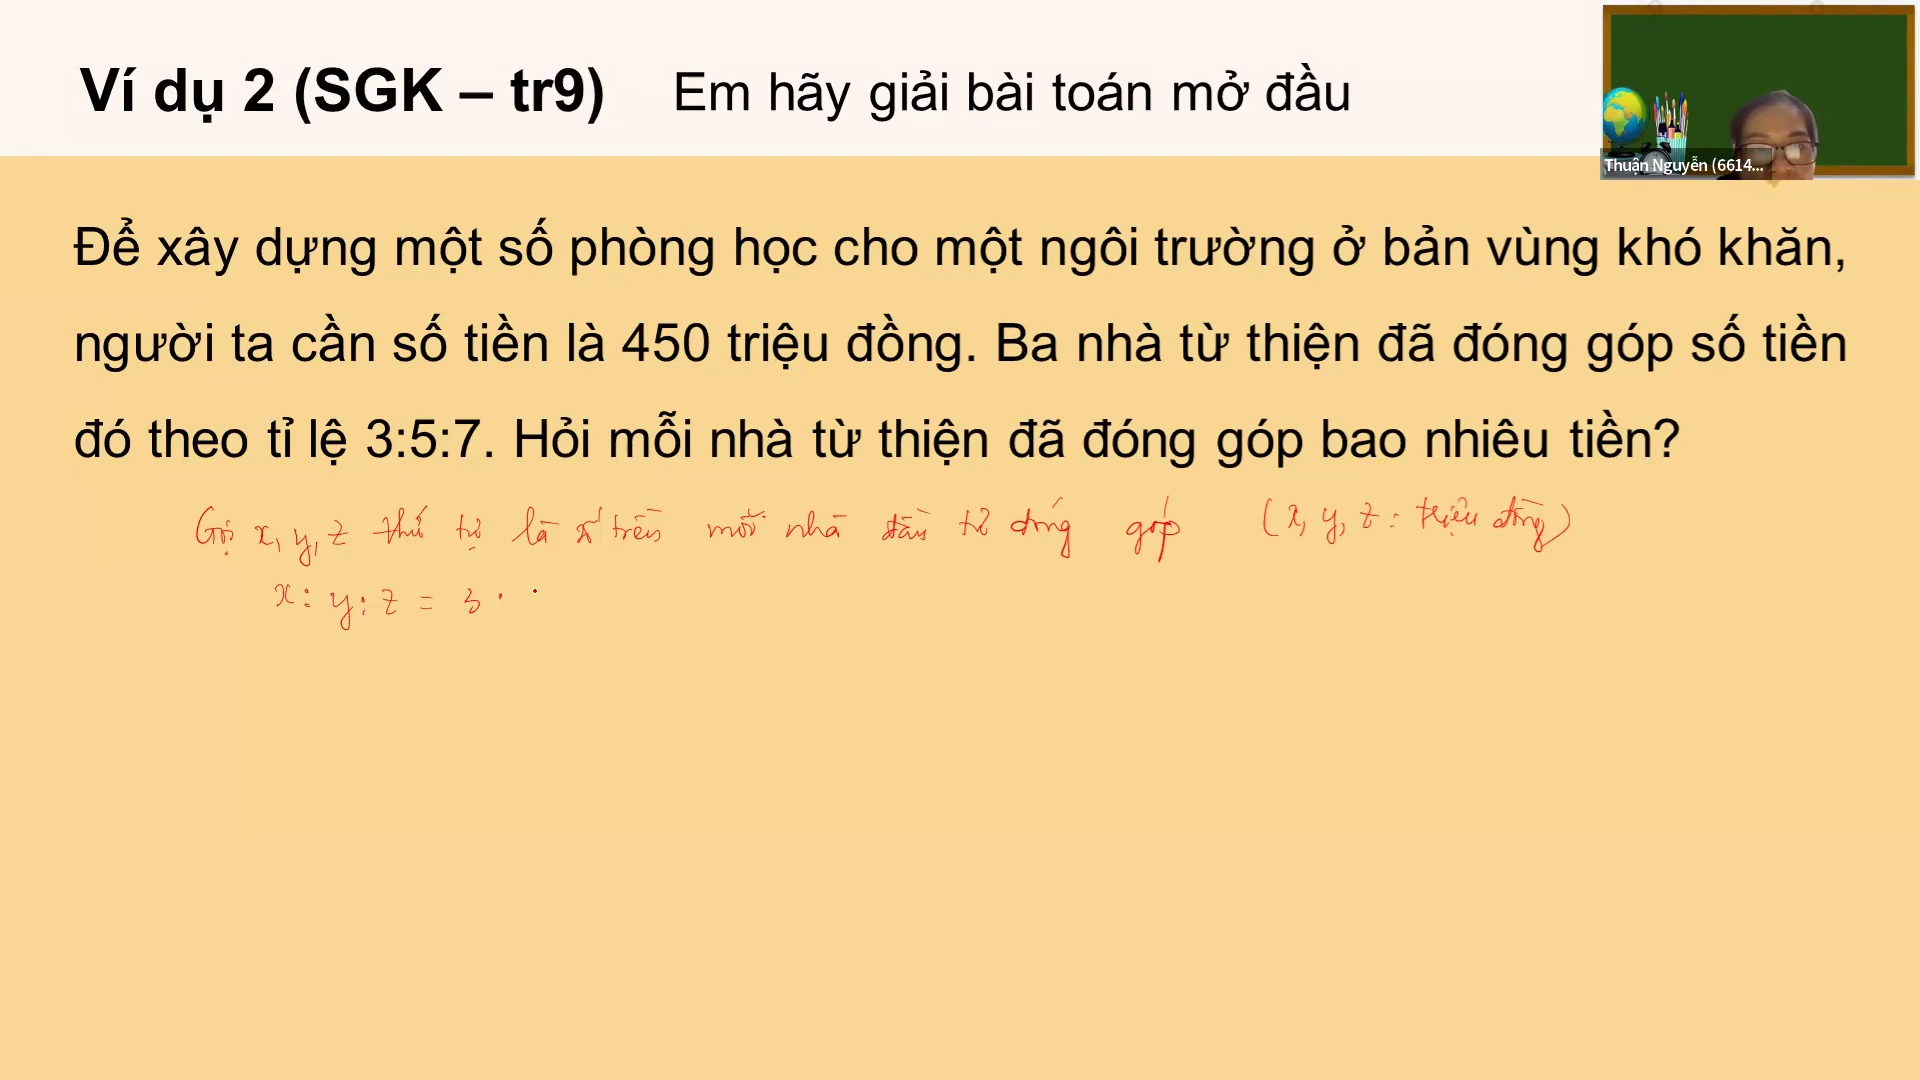 Ví dụ 2 (SGK – tr9) Em hãy giải bài toán mở đầu
Thuận Nguyễn (6614...
Để xây dựng một số phòng học cho một ngôi trường ở bản vùng khó khăn,
người ta cần số tiền là 450 triệu đồng. Ba nhà từ thiện đã đóng góp số tiền
đó theo tỉ lệ 3:5:7. Hỏi mỗi nhà từ thiện đã đóng góp bao nhiêu tiền?
Gọi x, y, z thứ tự là số tiền mỗi nhà đầu tư đóng góp (x, y, z : triệu đồng)
x : y : z = 3 :